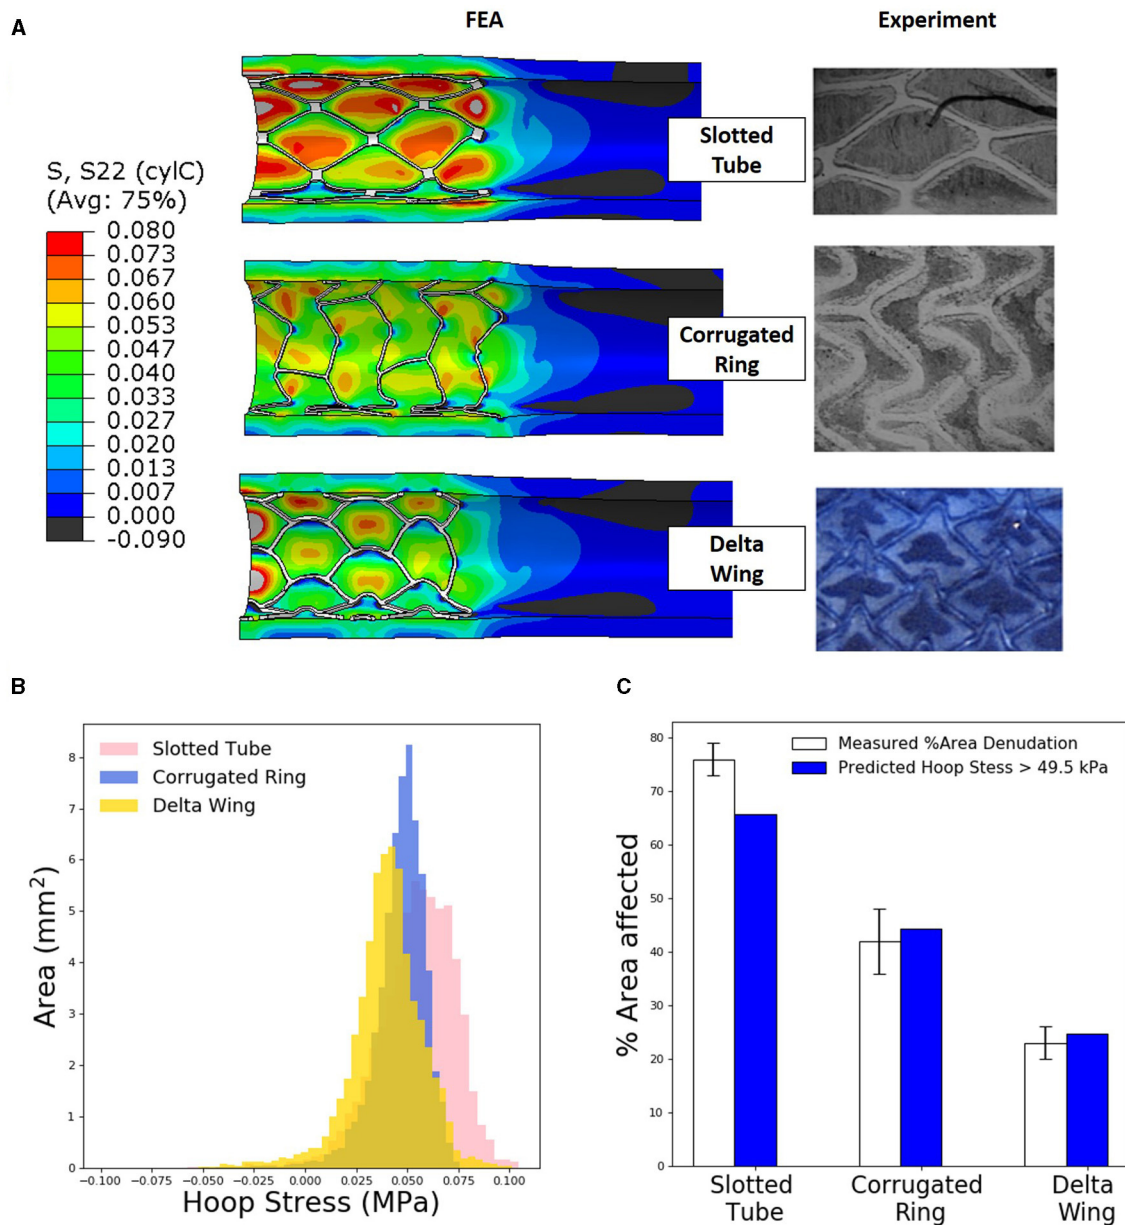 A
FEA
Experiment
S, S22 (cylC)
(Avg: 75%)
0.080
0.073
0.067
0.060
0.053
0.047
0.040
0.033
0.027
0.020
0.013
0.007
0.000
-0.090
Slotted
Tube
Corrugated
Ring
Delta
Wing
B
Slotted Tube
Corrugated Ring
Delta Wing
Area (mm²)
8
7
6
5
4
3
2
1
0
−0.100
−0.075
−0.050
−0.025
0.000
0.025
0.050
0.075
0.100
Hoop Stress (MPa)
C
Measured %Area Denudation
Predicted Hoop Stess > 49.5 kPa
% Area affected
80
70
60
50
40
30
20
10
0
Slotted
Tube
Corrugated
Ring
Delta
Wing